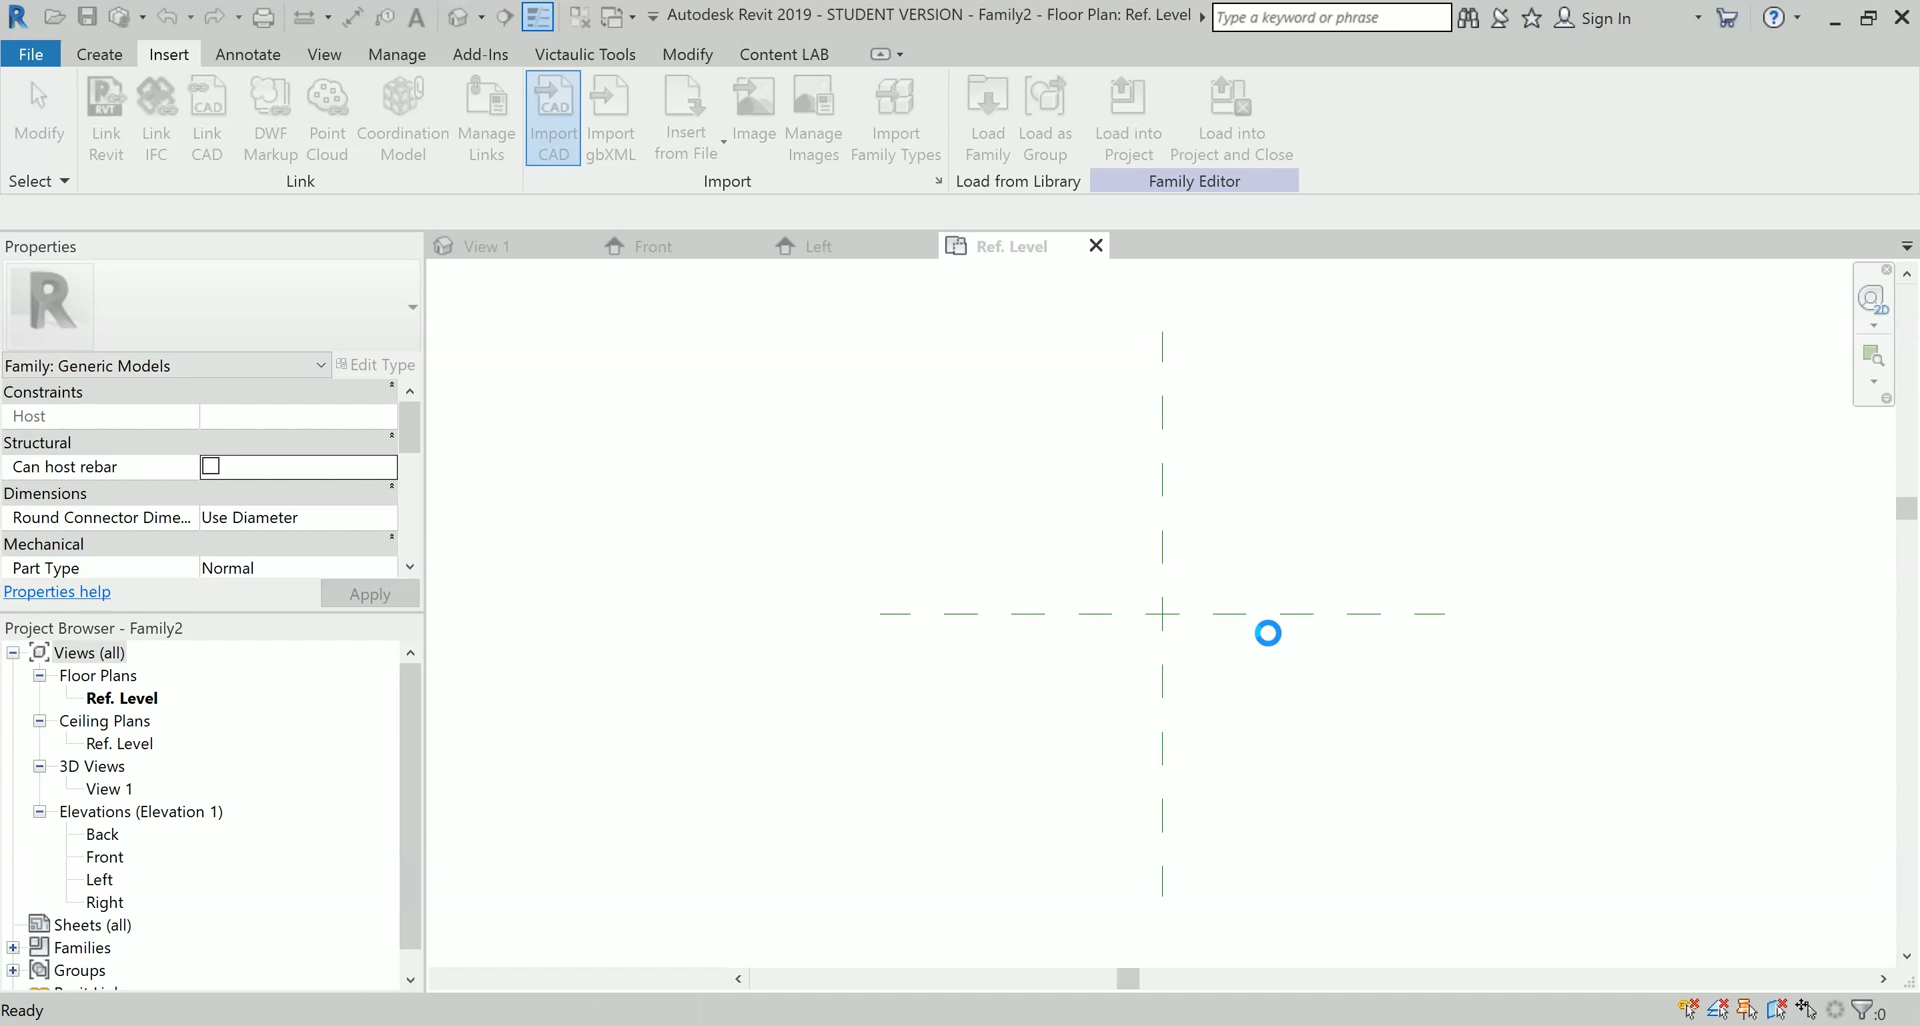 Autodesk Revit 2019 - STUDENT VERSION - Family2 - Floor Plan: Ref. Level
Type a keyword or phrase
Sign In
File
Create
Insert
Annotate
View
Manage
Add-Ins
Victaulic Tools
Modify
Content LAB
Modify
Link Revit
Link IFC
Link CAD
DWF Markup
Point Cloud
Coordination Model
Manage Links
Import CAD
Import gbXML
Insert from File
Image
Manage Images
Import Family Types
Load Family
Load as Group
Load into Project
Load into Project and Close
Select
Link
Import
Load from Library
Family Editor
Properties
View 1
Front
Left
Ref. Level
Family: Generic Models
Edit Type
Constraints
Host
Structural
Can host rebar
Dimensions
Round Connector Dime... Use Diameter
Mechanical
Part Type Normal
Properties help
Apply
Project Browser - Family2
Views (all)
Floor Plans
Ref. Level
Ceiling Plans
Ref. Level
3D Views
View 1
Elevations (Elevation 1)
Back
Front
Left
Right
Sheets (all)
Families
Groups
Ready
:0